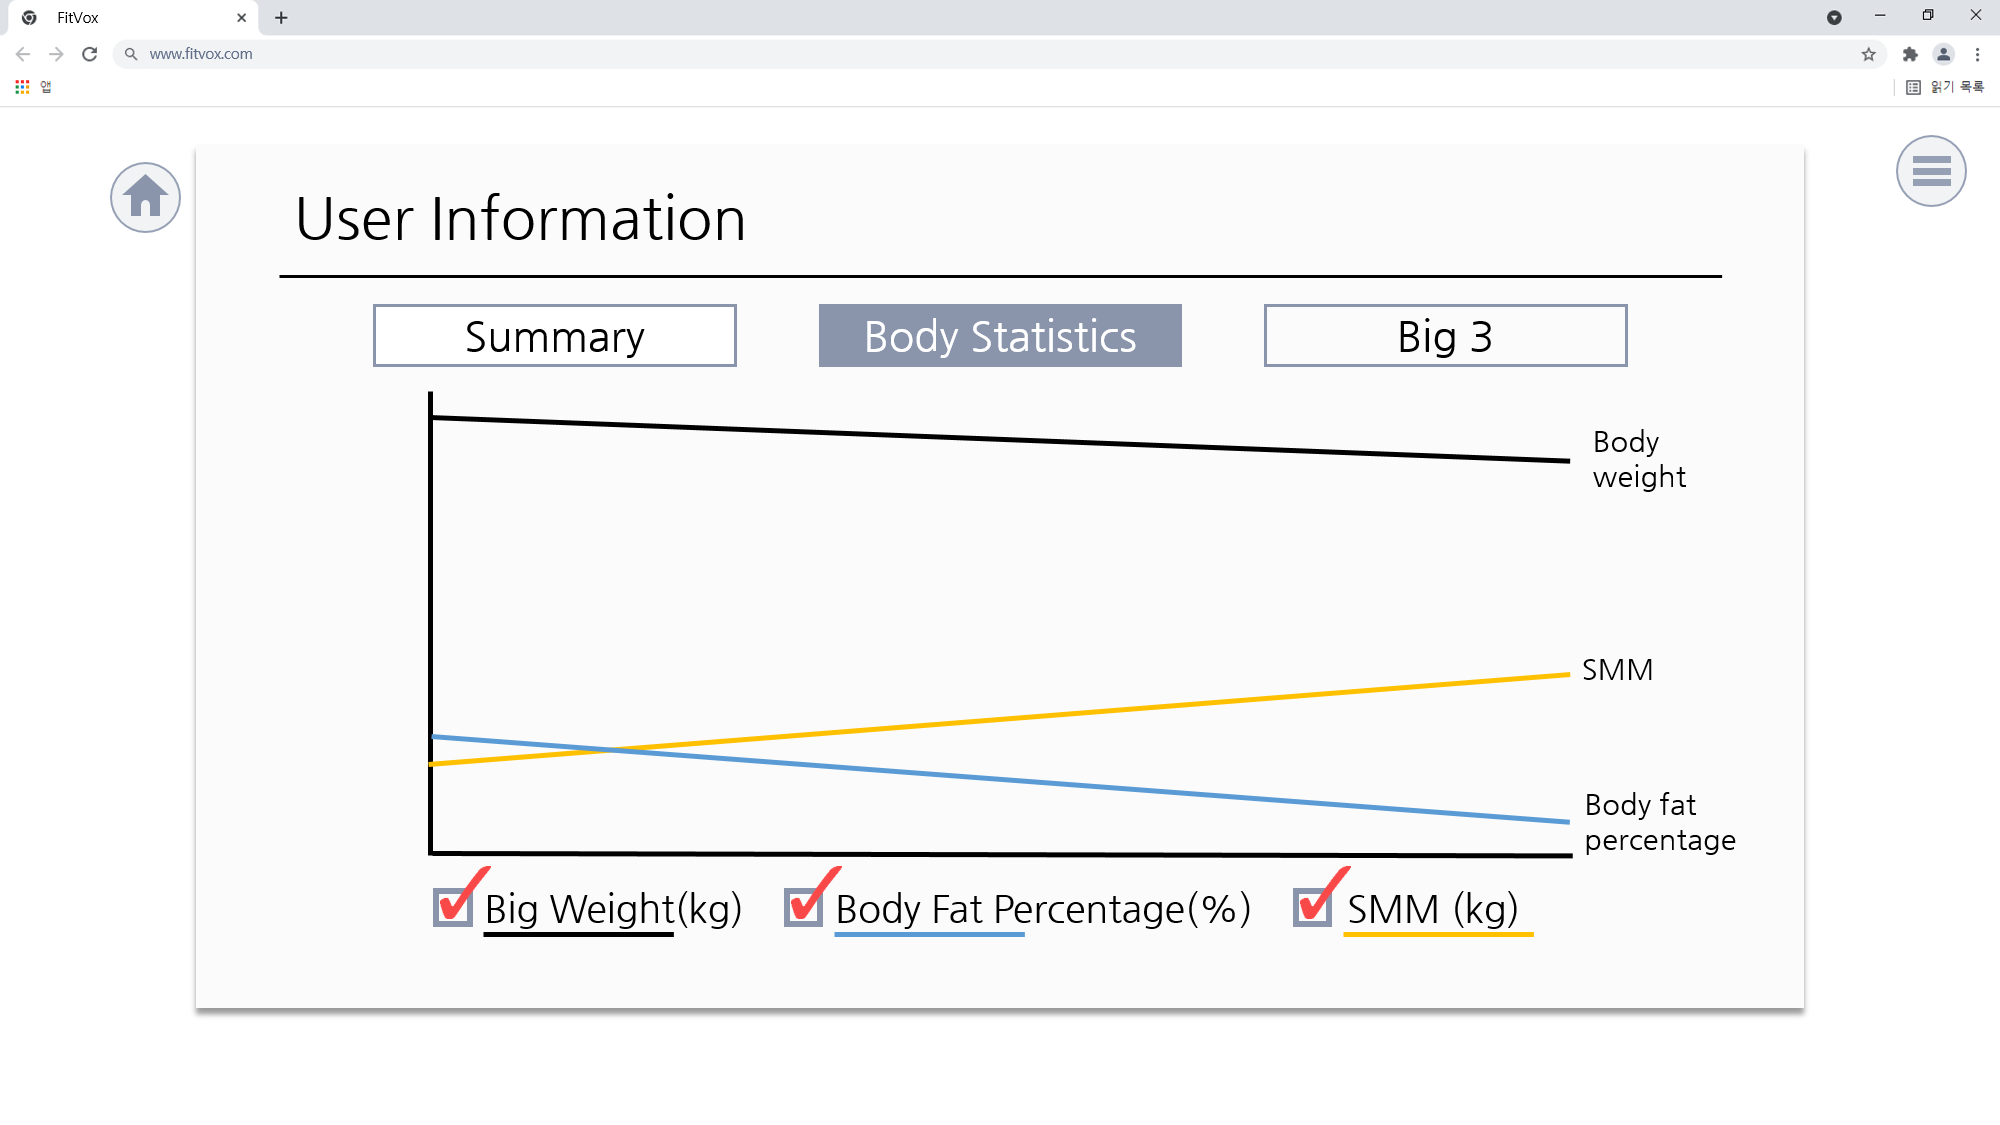 FitVox
www.fitvox.com
앱
읽기 목록
User Information
Summary
Body Statistics
Big 3
Body
weight
SMM
Body fat
percentage
Big Weight(kg)
Body Fat Percentage(%)
SMM (kg)